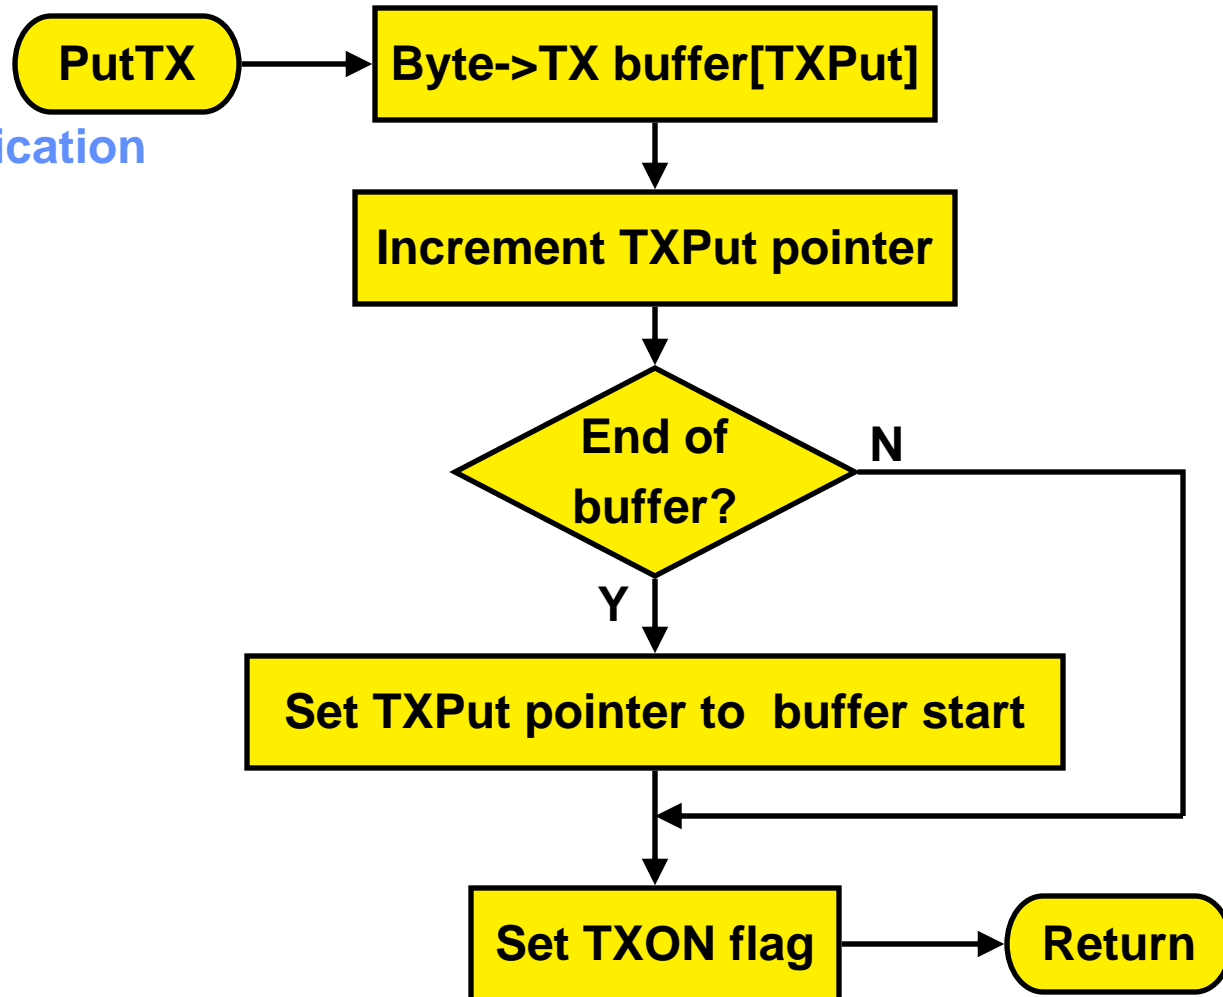 PutTX
Byte->TX buffer[TXPut]
ication
Increment TXPut pointer
End of
buffer?
N
Y
Set TXPut pointer to  buffer start
Set TXON flag
Return